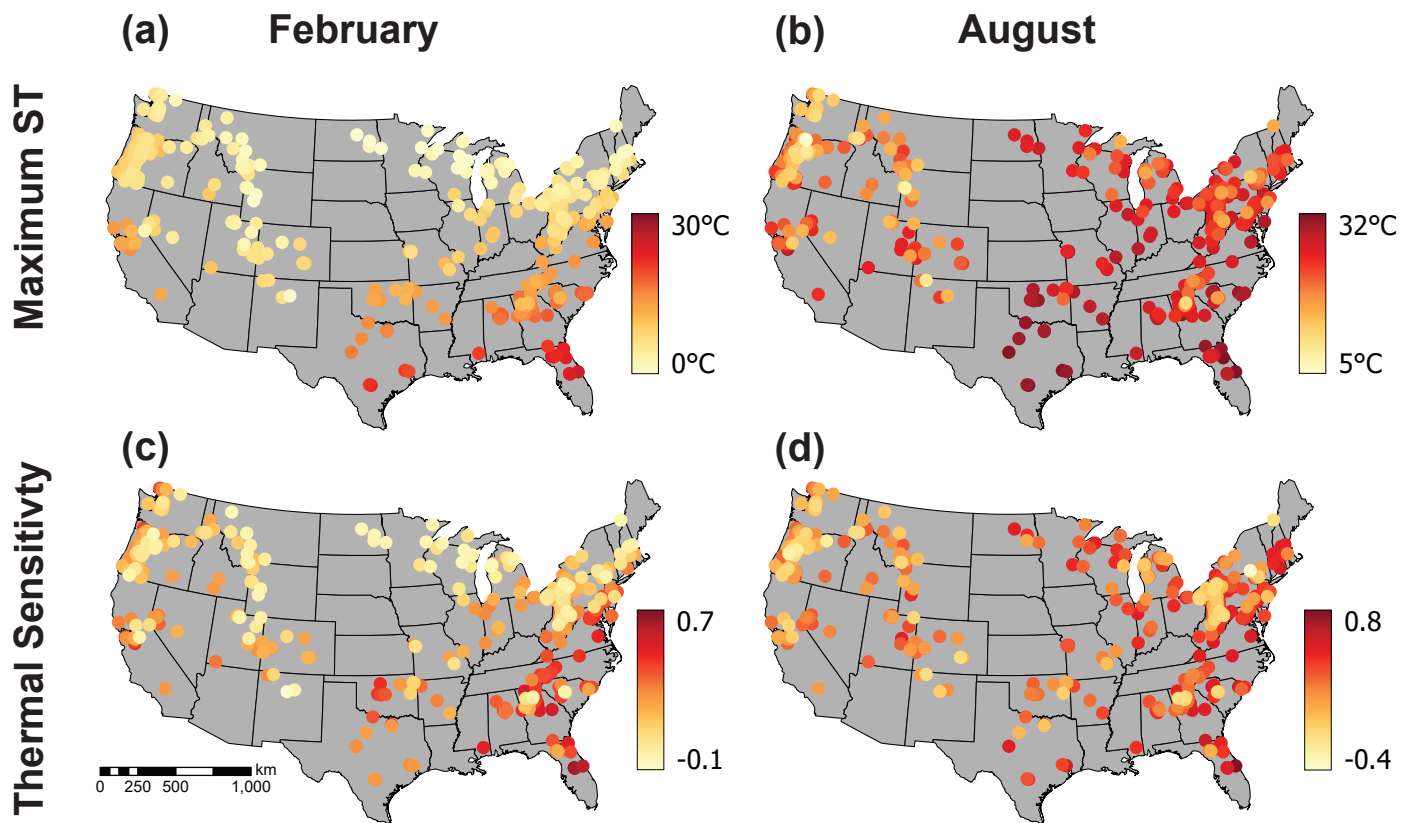 (a) February
(b) August
Maximum ST
30°C
0°C
32°C
5°C
(c)
(d)
Thermal Sensitivty
0.7
-0.1
0.8
-0.4
km
0 250 500 1,000